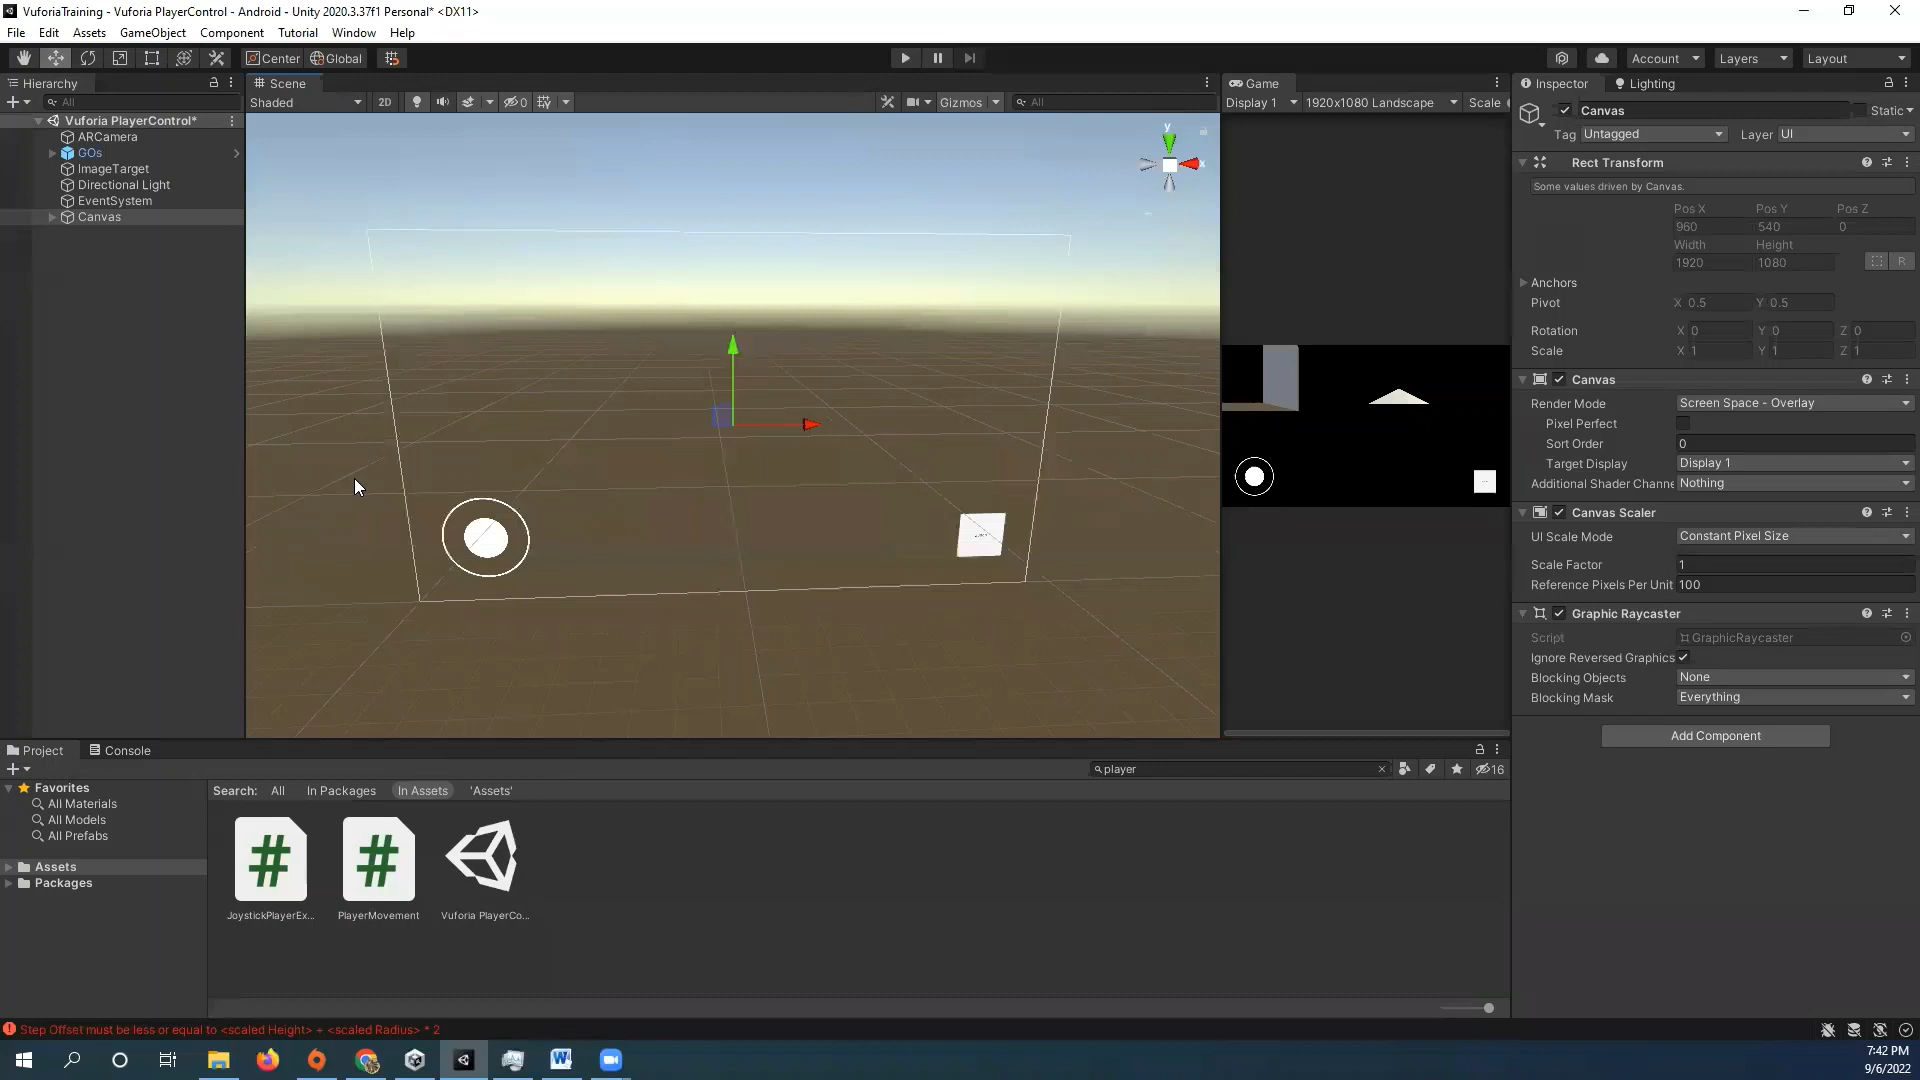 VuforiaTraining - Vuforia PlayerControl - Android - Unity 2020.3.37f1 Personal* <DX11>
File Edit Assets GameObject Component Tutorial Window Help
Center Global Account Layers Layout
Hierarchy
All
Vuforia PlayerControl*
ARCamera
GOs
ImageTarget
Directional Light
EventSystem
Canvas
Scene
Shaded 2D 0 Gizmos All
y
x
Game
Display 1 1920x1080 Landscape Scale
Inspector Lighting
Canvas Static
Tag Untagged Layer UI
Rect Transform
Some values driven by Canvas.
Pos X Pos Y Pos Z
960 540 0
Width Height
1920 1080 R
Anchors
Pivot X 0.5 Y 0.5
Rotation X 0 Y 0 Z 0
Scale X 1 Y 1 Z 1
Canvas
Render Mode Screen Space - Overlay
Pixel Perfect
Sort Order 0
Target Display Display 1
Additional Shader Channe Nothing
Canvas Scaler
UI Scale Mode Constant Pixel Size
Scale Factor 1
Reference Pixels Per Unit 100
Graphic Raycaster
Script GraphicRaycaster
Ignore Reversed Graphics
Blocking Objects None
Blocking Mask Everything
Add Component
Project Console
player 16
Favorites
All Materials
All Models
All Prefabs
Assets
Packages
Search: All In Packages In Assets 'Assets'
JoystickPlayerEx... PlayerMovement Vuforia PlayerCo...
Step Offset must be less or equal to <scaled Height> + <scaled Radius> * 2
7:42 PM
9/6/2022